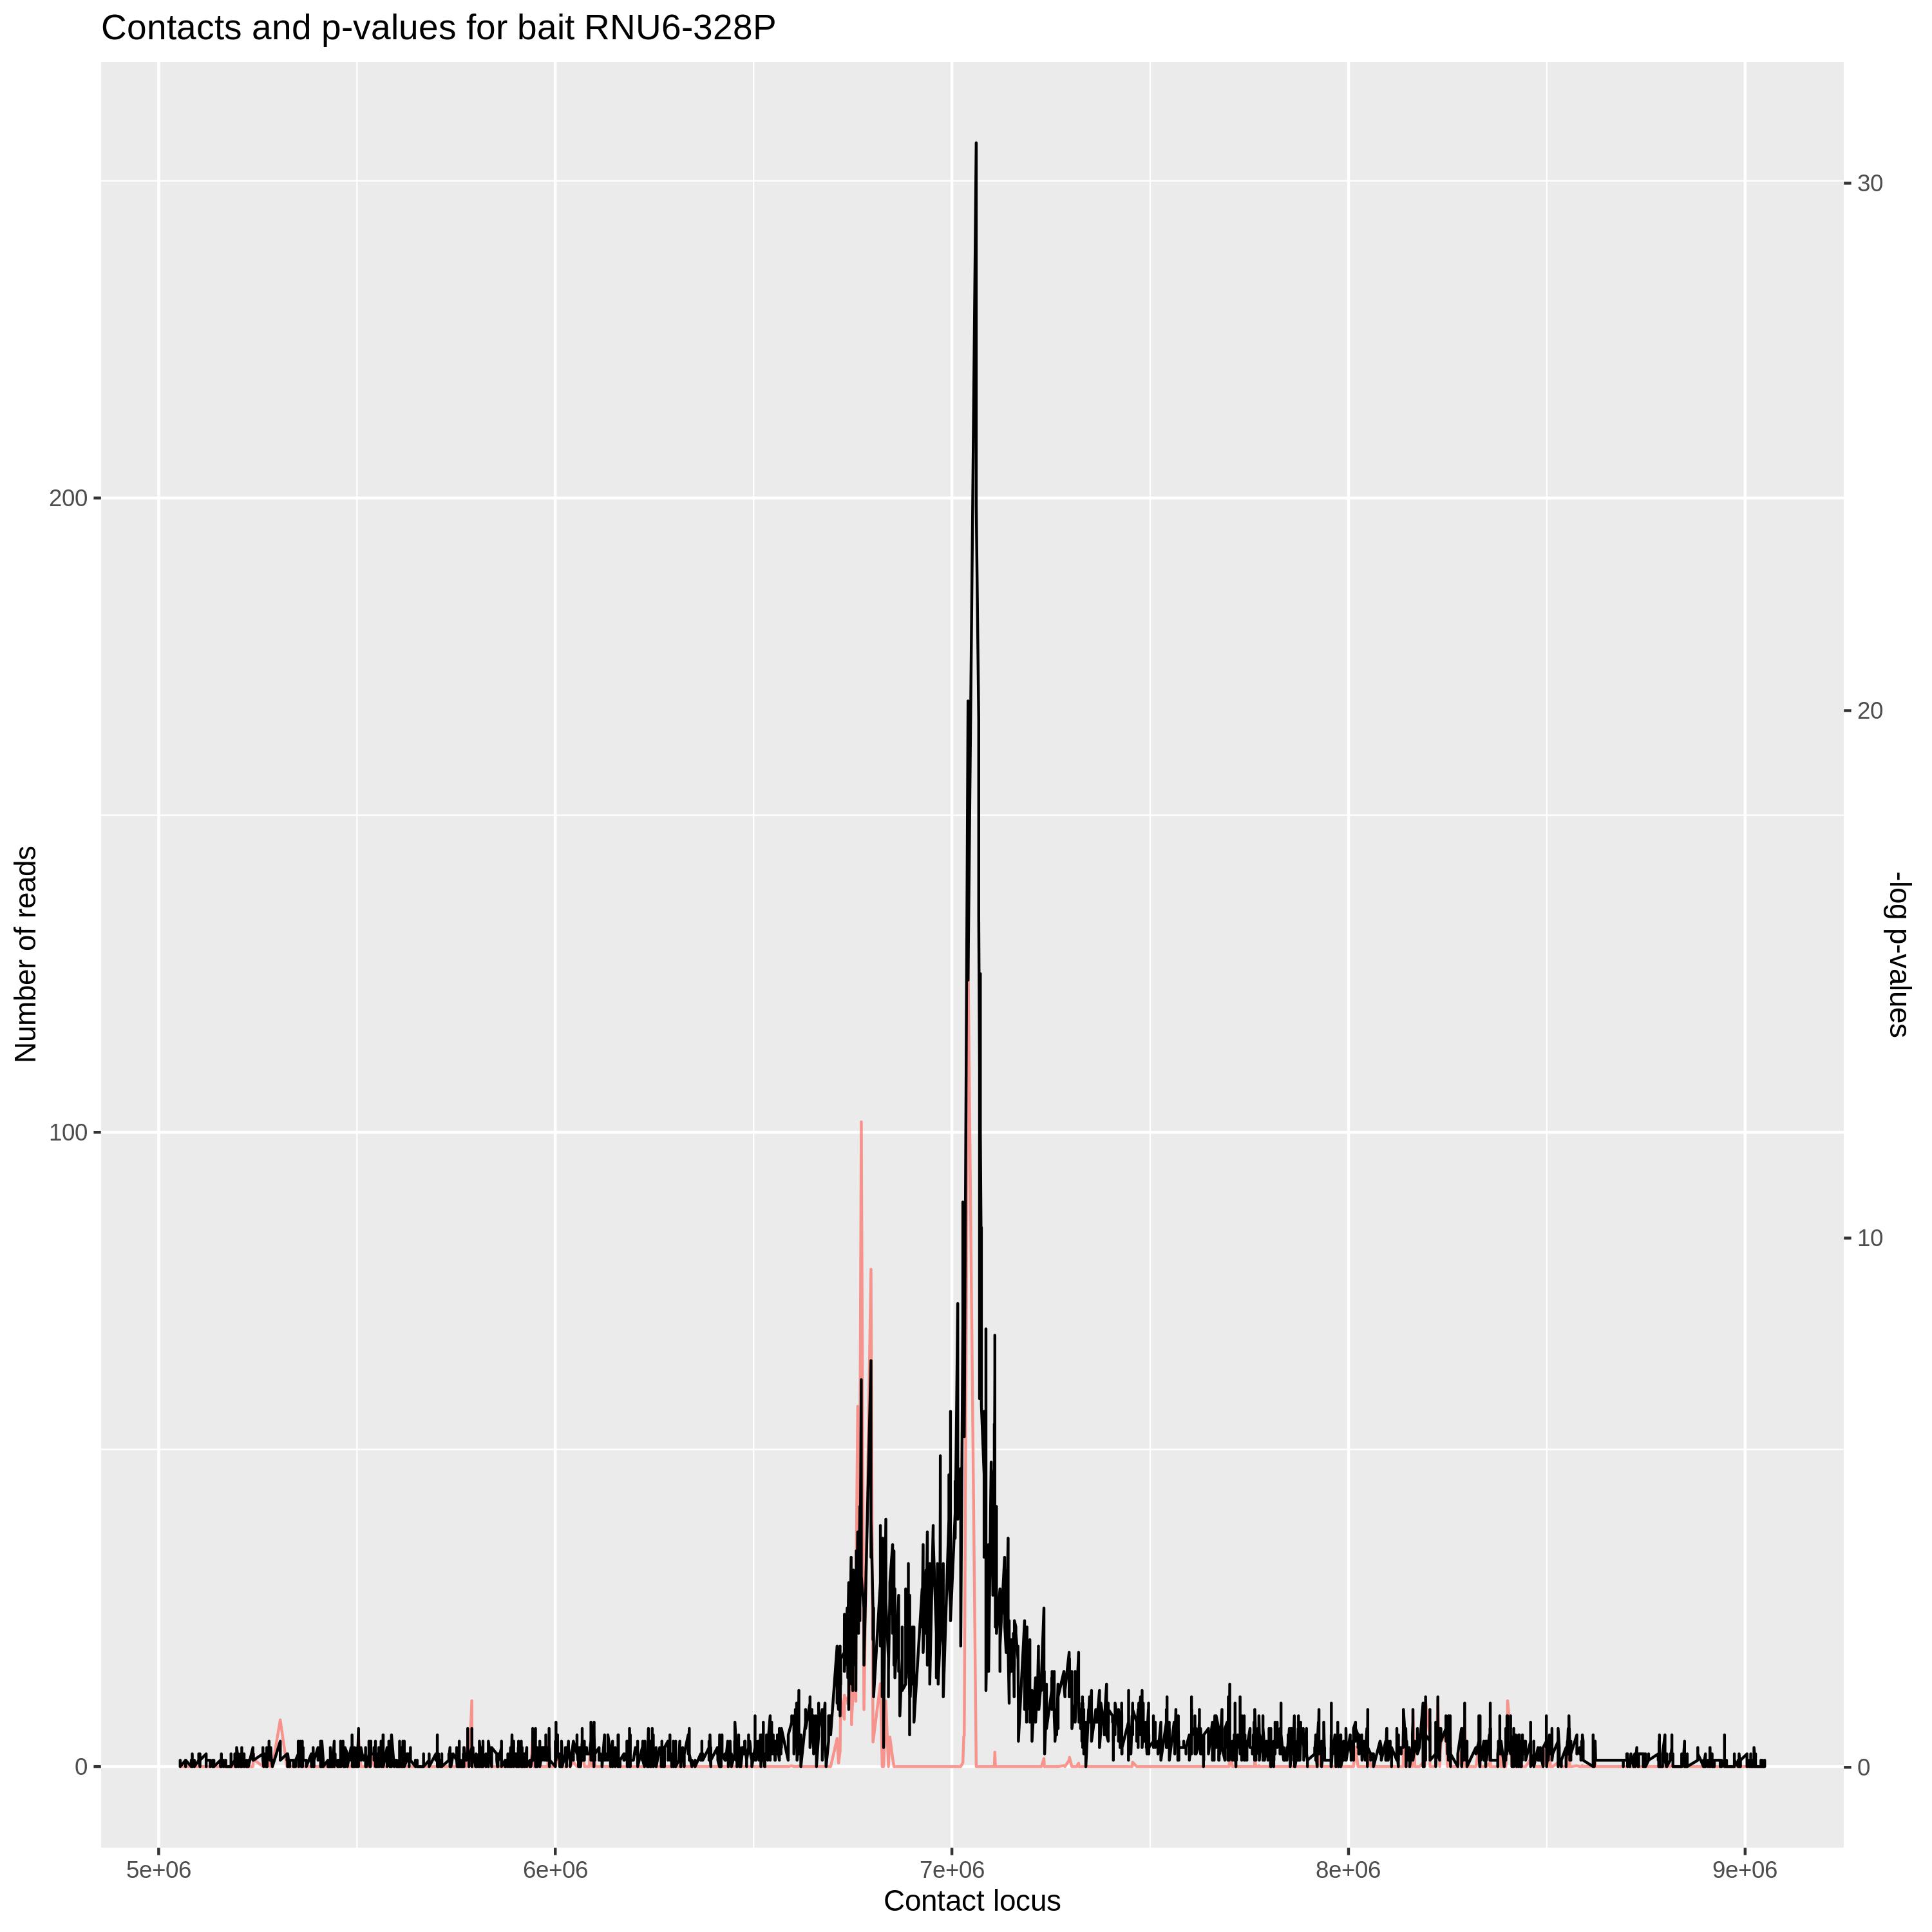 Contacts and p-values for bait RNU6-328P
Number of reads
200
100
0
30
20
10
0
-log p-values
5e+06 6e+06 7e+06 8e+06 9e+06
Contact locus